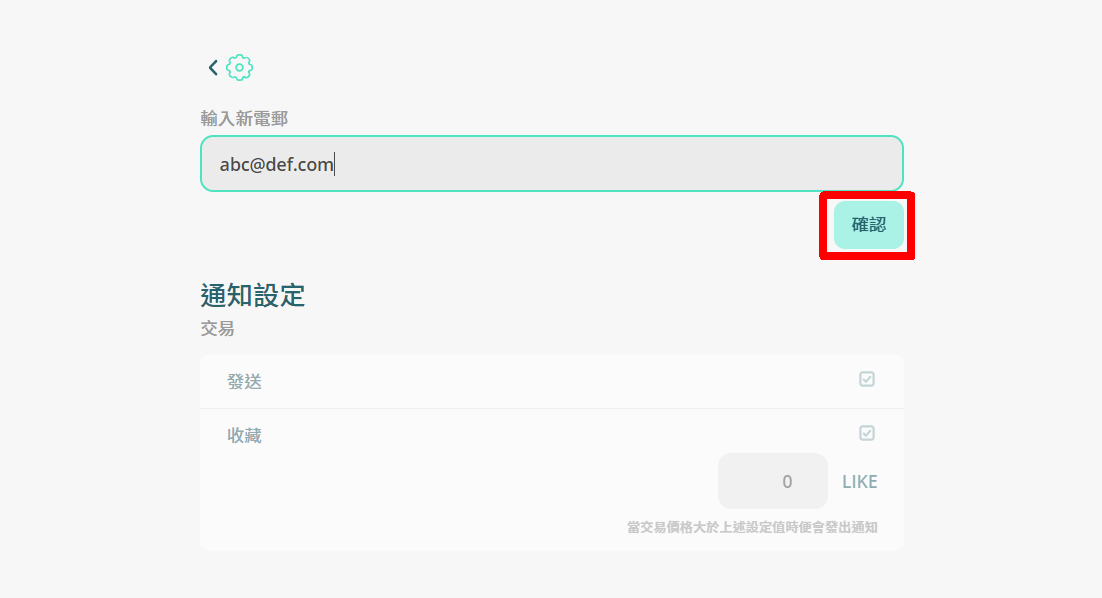 輸入新電郵
abc@def.com
確認
通知設定
交易
發送
收藏
0 LIKE
當交易價格大於上述設定值時便會發出通知